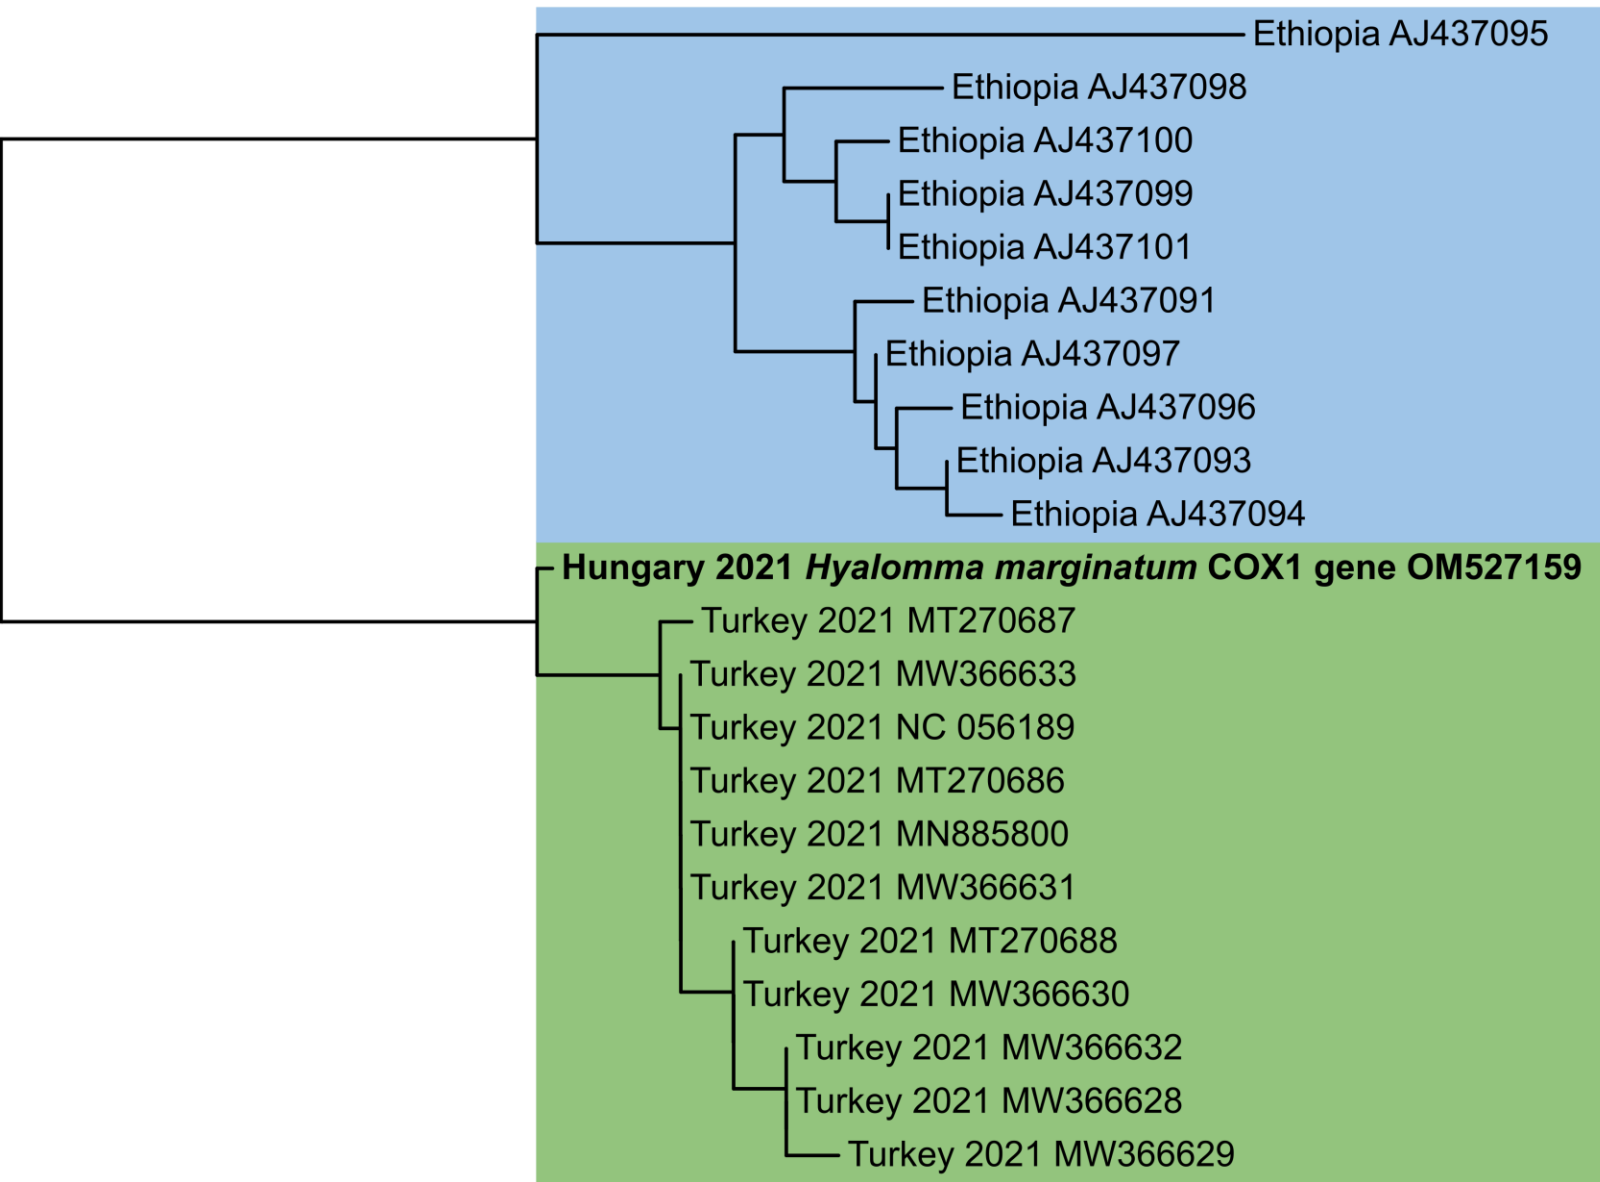 Ethiopia AJ437095
Ethiopia AJ437098
Ethiopia AJ437100
Ethiopia AJ437099
Ethiopia AJ437101
Ethiopia AJ437091
Ethiopia AJ437097
Ethiopia AJ437096
Ethiopia AJ437093
Ethiopia AJ437094
Hungary 2021 Hyalomma marginatum COX1 gene OM527159
Turkey 2021 MT270687
Turkey 2021 MW366633
Turkey 2021 NC 056189
Turkey 2021 MT270686
Turkey 2021 MN885800
Turkey 2021 MW366631
Turkey 2021 MT270688
Turkey 2021 MW366630
Turkey 2021 MW366632
Turkey 2021 MW366628
Turkey 2021 MW366629